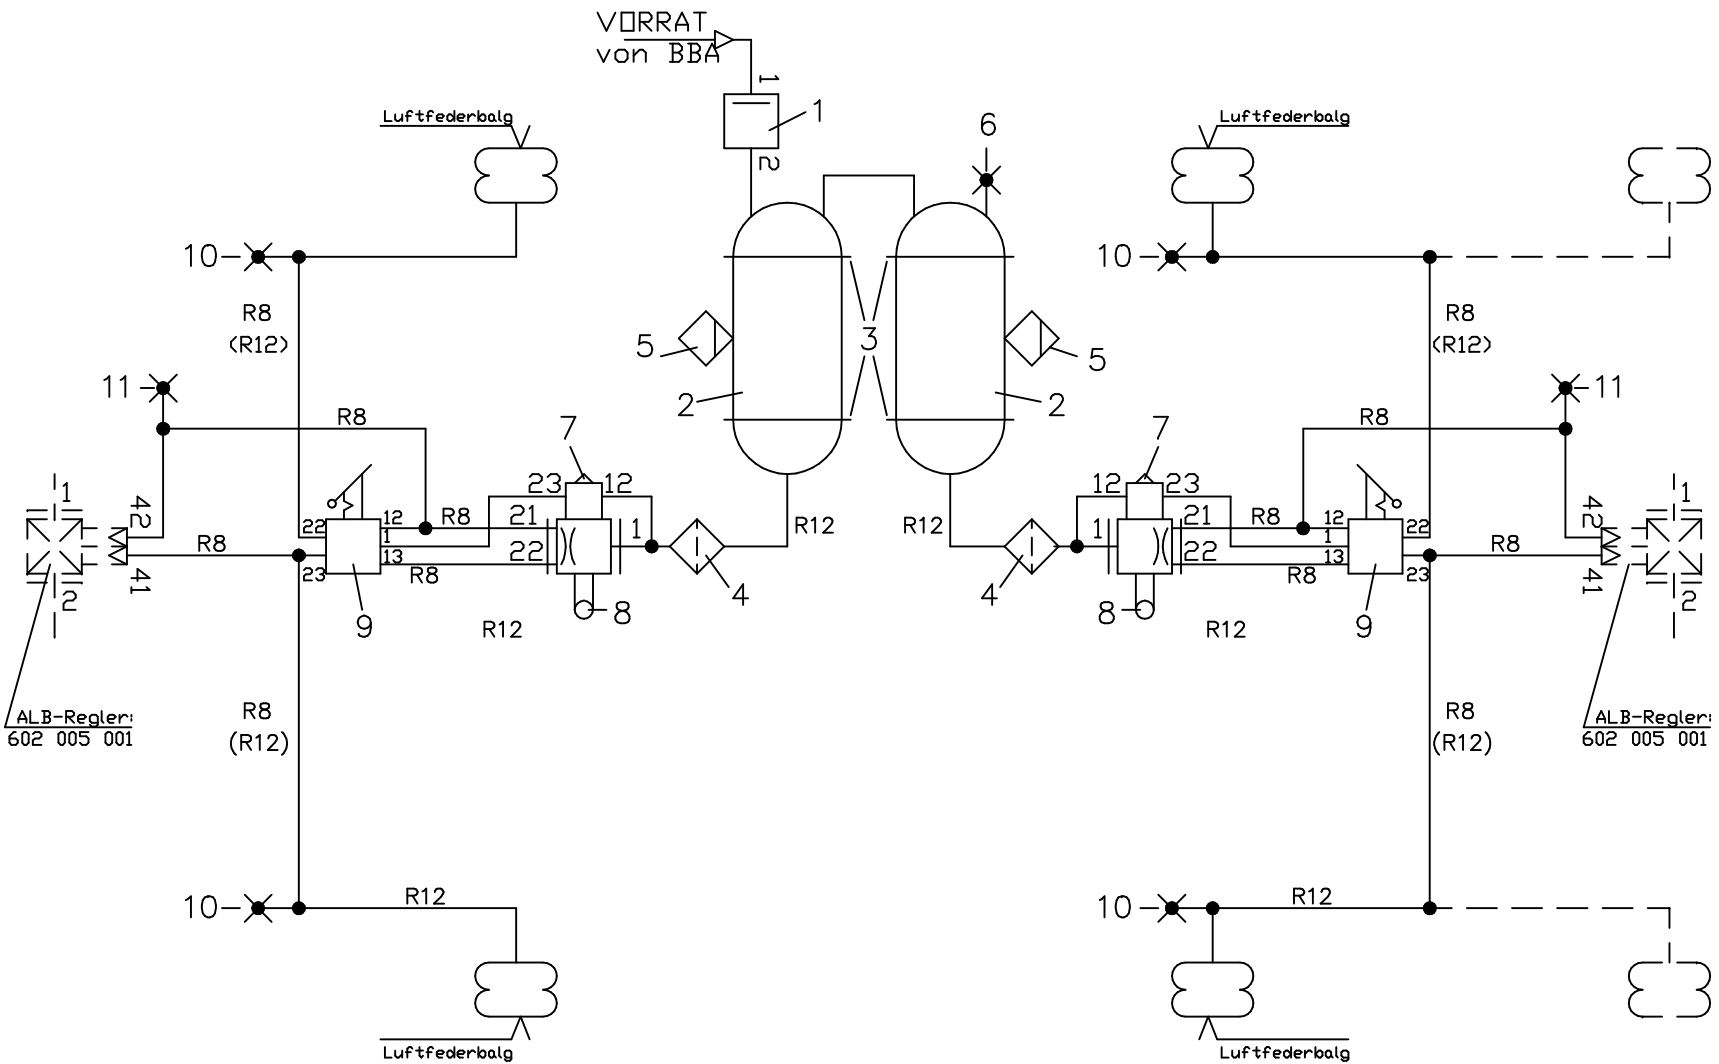 VORRAT
von BBA
1
1
2
Luftfederbalg
6
Luftfederbalg
10
10
R8
(R12)
5
3
5
R8
(R12)
11
R8
2
2
R8
11
7
7
1
42
23
12
12
23
42
1
22
12
R8
21
1
R12
R12
1
21
R8
12
22
R8
1
22
22
1
R8
13
13
41
23
R8
R8
23
41
2
9
8
4
4
8
9
2
R12
R12
ALB-Regler:
602 005 001
R8
(R12)
R8
(R12)
ALB-Regler:
602 005 001
10
R12
10
R12
Luftfederbalg
Luftfederbalg